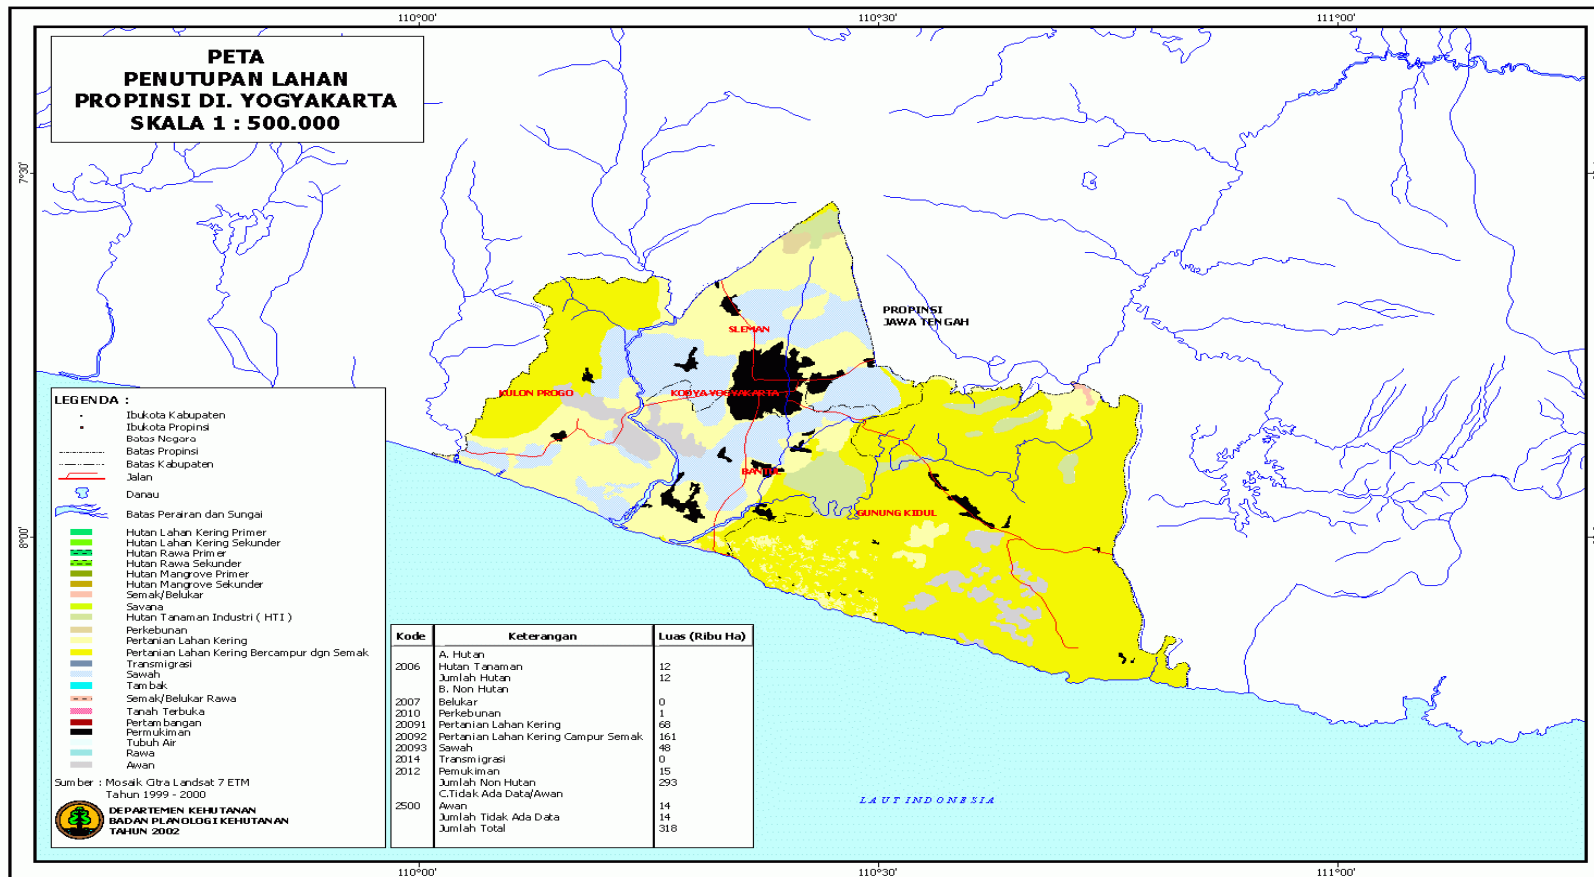 110°00'
110°30'
111°00'
PETA
PENUTUPAN LAHAN
PROPINSI DI. YOGYAKARTA
SKALA 1 : 500.000
7°30'
8°00'
PROPINSI
JAWA TENGAH
SLEMAN
KULON PROGO
KODYA YOGYAKARTA
BANTUL
GUNUNG KIDUL
LAUT INDONESIA
LEGENDA :
Ibukota Kabupaten
Ibukota Propinsi
Batas Negara
Batas Propinsi
Batas Kabupaten
Jalan
Danau
Batas Perairan dan Sungai
Hutan Lahan Kering Primer
Hutan Lahan Kering Sekunder
Hutan Rawa Primer
Hutan Rawa Sekunder
Hutan Mangrove Primer
Hutan Mangrove Sekunder
Semak/Belukar
Savana
Hutan Tanaman Industri ( HTI )
Perkebunan
Pertanian Lahan Kering
Pertanian Lahan Kering Bercampur dgn Semak
Transmigrasi
Sawah
Tambak
Semak/Belukar Rawa
Tanah Terbuka
Pertambangan
Permukiman
Tubuh Air
Rawa
Awan
Sumber : Mosaik Citra Landsat 7 ETM
Tahun 1999 - 2000
DEPARTEMEN KEHUTANAN
BADAN PLANOLOGI KEHUTANAN
TAHUN 2002
Kode Keterangan Luas (Ribu Ha)
A. Hutan
2006 Hutan Tanaman 12
Jumlah Hutan 12
B. Non Hutan
2007 Belukar 0
2010 Perkebunan 1
20091 Pertanian Lahan Kering 68
20092 Pertanian Lahan Kering Campur Semak 161
20093 Sawah 48
2014 Transmigrasi 0
2012 Pemukiman 15
Jumlah Non Hutan 293
C.Tidak Ada Data/Awan
2500 Awan 14
Jumlah Tidak Ada Data 14
Jumlah Total 318
110°00'
110°30'
111°00'